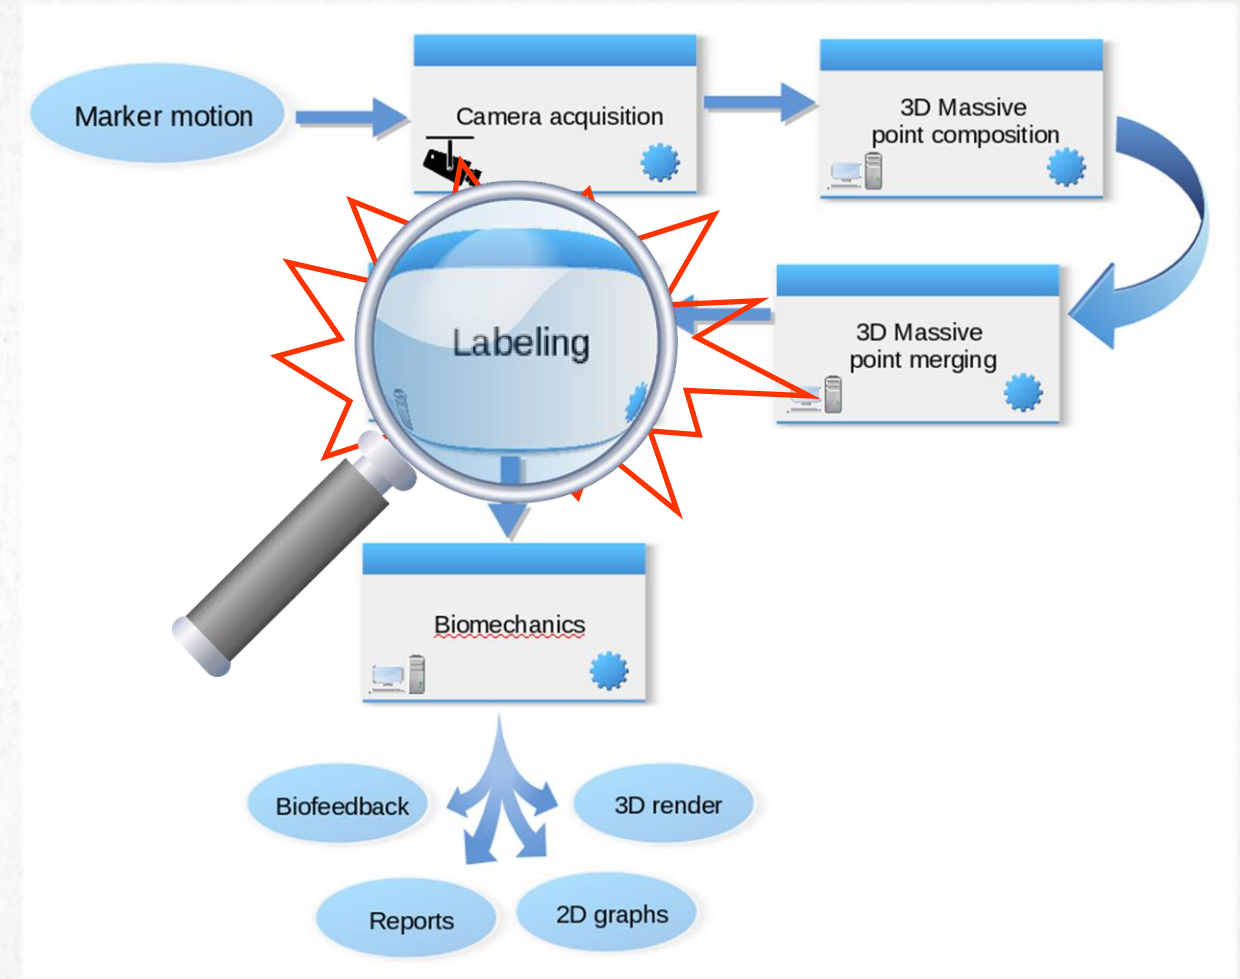 Marker motion
Camera acquisition
3D Massive
point composition
3D Massive
point merging
Labeling
Biomechanics
Biofeedback
3D render
Reports
2D graphs